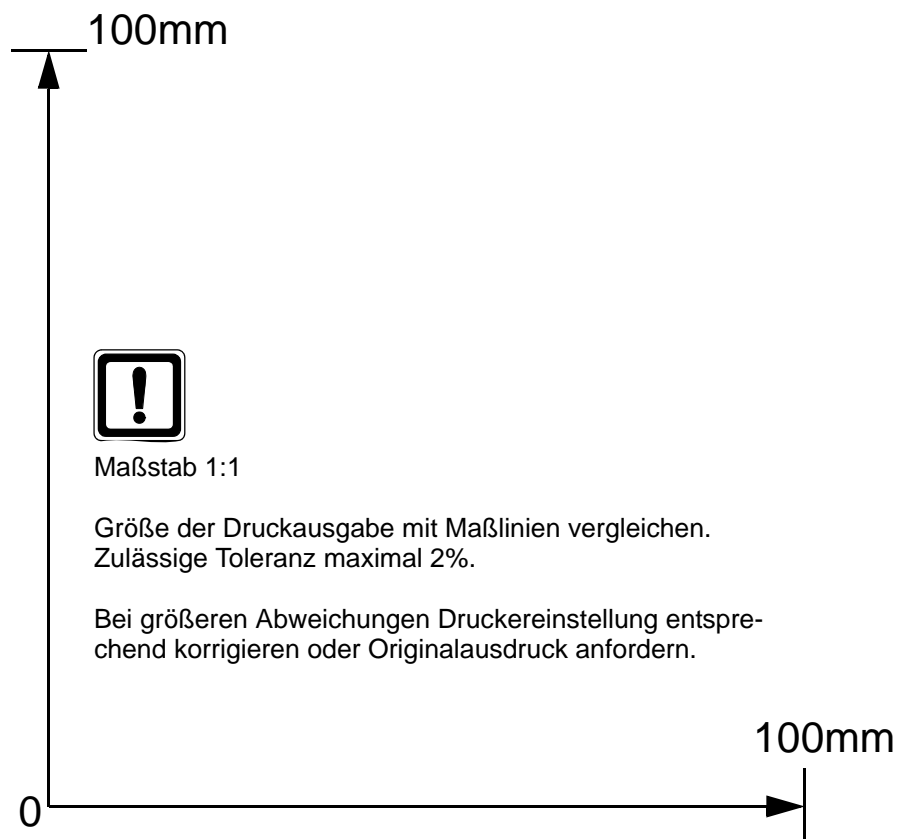 100mm
Maßstab 1:1
Größe der Druckausgabe mit Maßlinien vergleichen.
Zulässige Toleranz maximal 2%.
Bei größeren Abweichungen Druckereinstellung entspre-
chend korrigieren oder Originalausdruck anfordern.
100mm
0